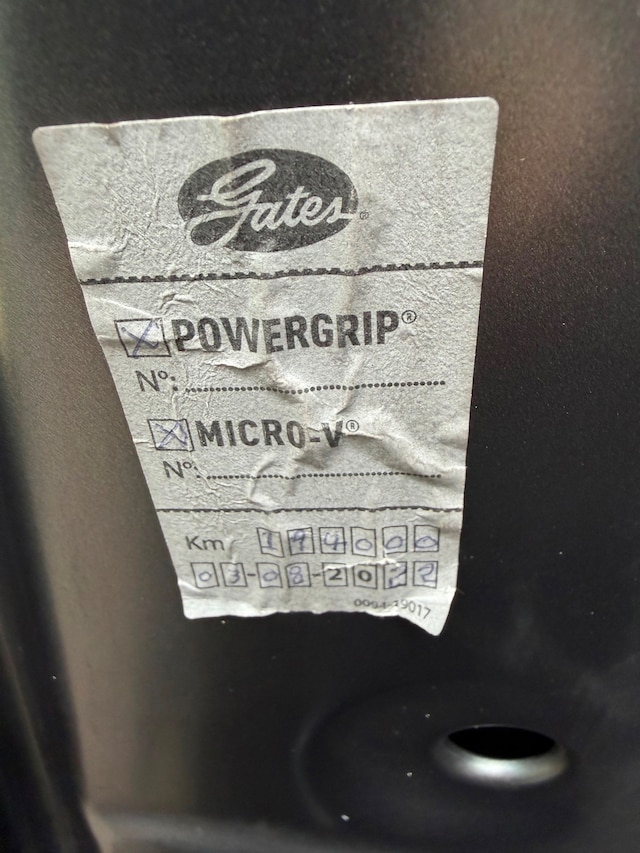 Gates®
POWERGRIP®
Nº:
MICRO-V®
Nº:
Km 194000
03-08-2022